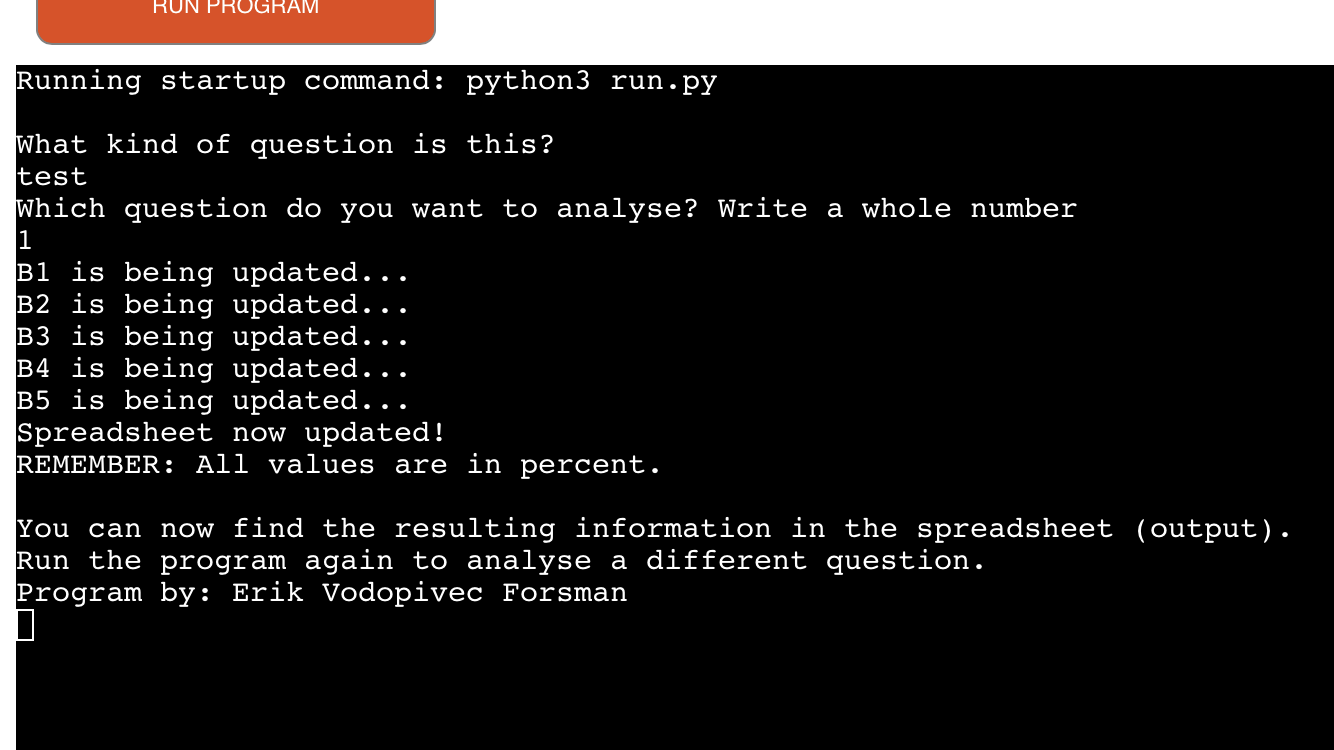 RUN PROGRAM
Running startup command: python3 run.py
What kind of question is this?
test
Which question do you want to analyse? Write a whole number
1
B1 is being updated...
B2 is being updated...
B3 is being updated...
B4 is being updated...
B5 is being updated...
Spreadsheet now updated!
REMEMBER: All values are in percent.
You can now find the resulting information in the spreadsheet (output).
Run the program again to analyse a different question.
Program by: Erik Vodopivec Forsman